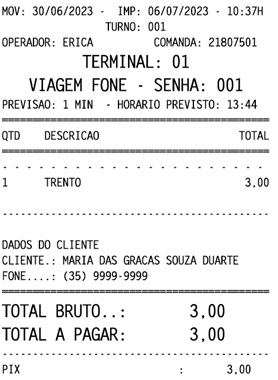 MOV: 30/06/2023 - IMP: 06/07/2023 - 10:37H
TURNO: 001
OPERADOR: ERICA COMANDA: 21807501
TERMINAL: 01
VIAGEM FONE - SENHA: 001
PREVISAO: 1 MIN - HORARIO PREVISTO: 13:44
QTD DESCRICAO TOTAL
1 TRENTO 3,00
DADOS DO CLIENTE
CLIENTE.: MARIA DAS GRACAS SOUZA DUARTE
FONE....: (35) 9999-9999
TOTAL BRUTO..: 3,00
TOTAL A PAGAR: 3,00
PIX : 3,00